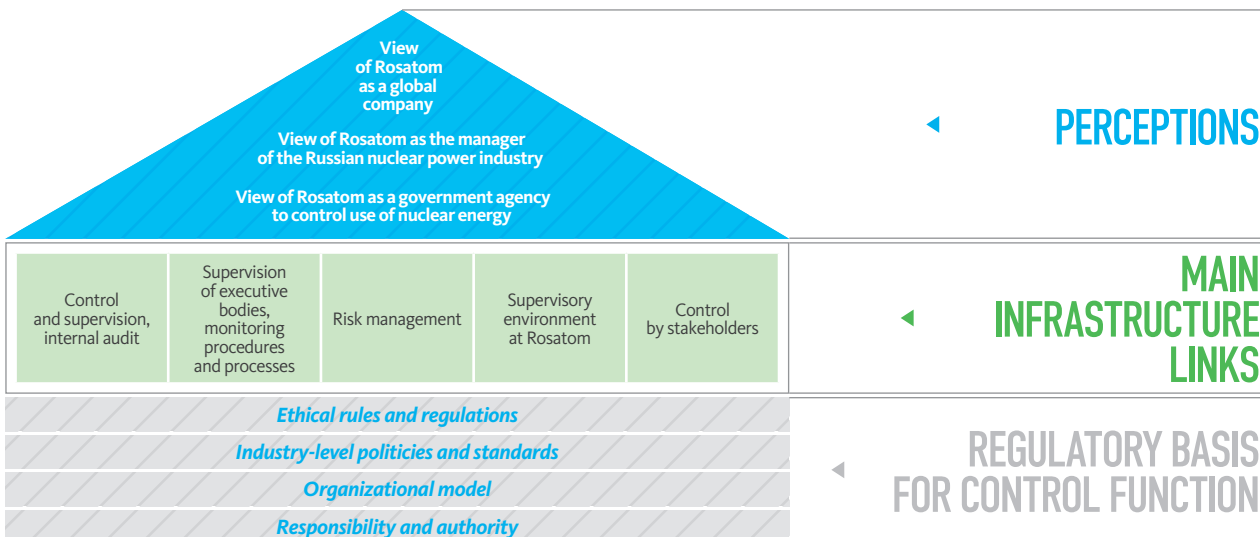 View
of Rosatom
as a global
company
View of Rosatom as the manager
of the Russian nuclear power industry
View of Rosatom as a government agency
to control use of nuclear energy
PERCEPTIONS
Control
and supervision,
internal audit
Supervision
of executive
bodies,
monitoring
procedures
and processes
Risk management
Supervisory
environment
at Rosatom
Control
by stakeholders
MAIN
INFRASTRUCTURE
LINKS
Ethical rules and regulations
Industry-level policies and standards
Organizational model
Responsibility and authority
REGULATORY BASIS
FOR CONTROL FUNCTION